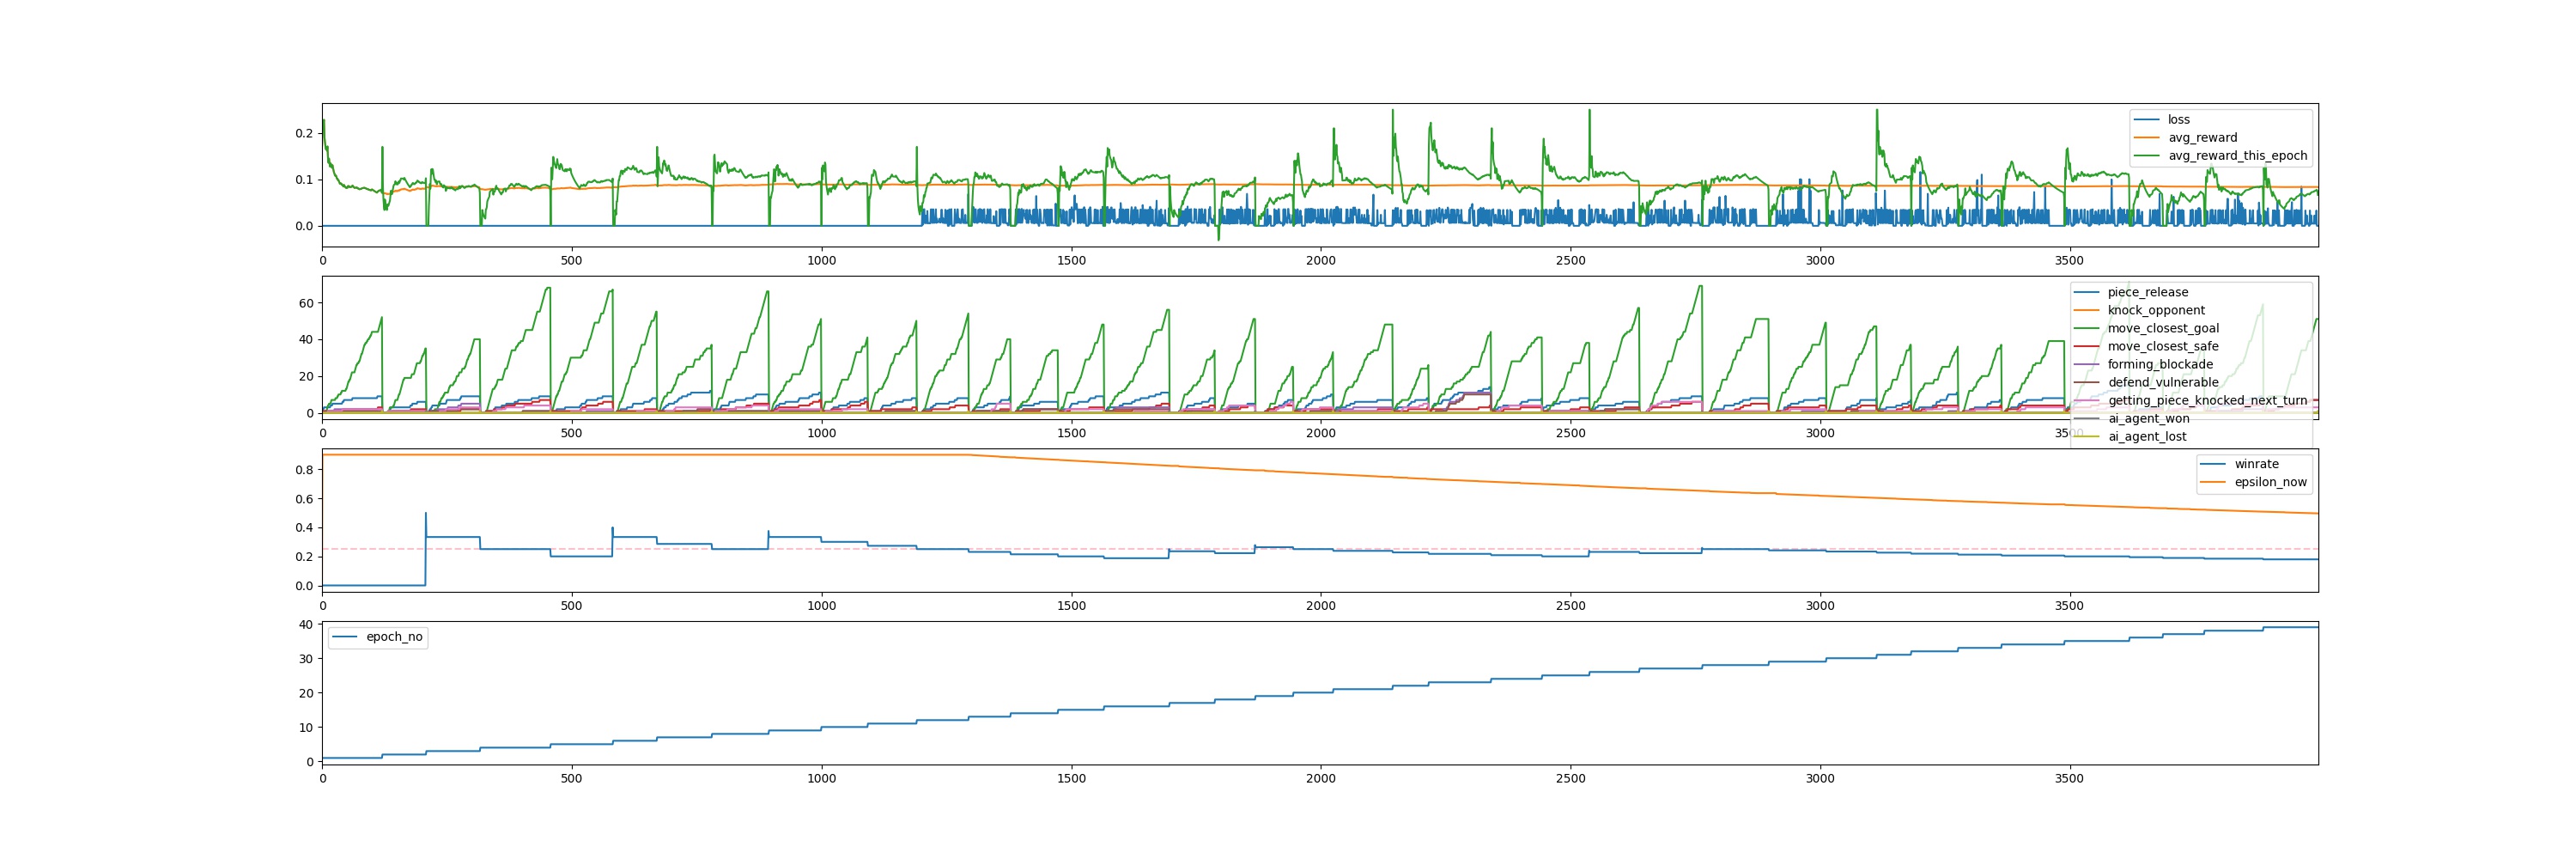 0.2
0.1
0.0
loss
avg_reward
avg_reward_this_epoch
0 500 1000 1500 2000 2500 3000 3500
60
40
20
0
piece_release
knock_opponent
move_closest_goal
move_closest_safe
forming_blockade
defend_vulnerable
getting_piece_knocked_next_turn
ai_agent_won
ai_agent_lost
0 500 1000 1500 2000 2500 3000 3500
0.8
0.6
0.4
0.2
0.0
winrate
epsilon_now
0 500 1000 1500 2000 2500 3000 3500
40
30
20
10
0
epoch_no
0 500 1000 1500 2000 2500 3000 3500